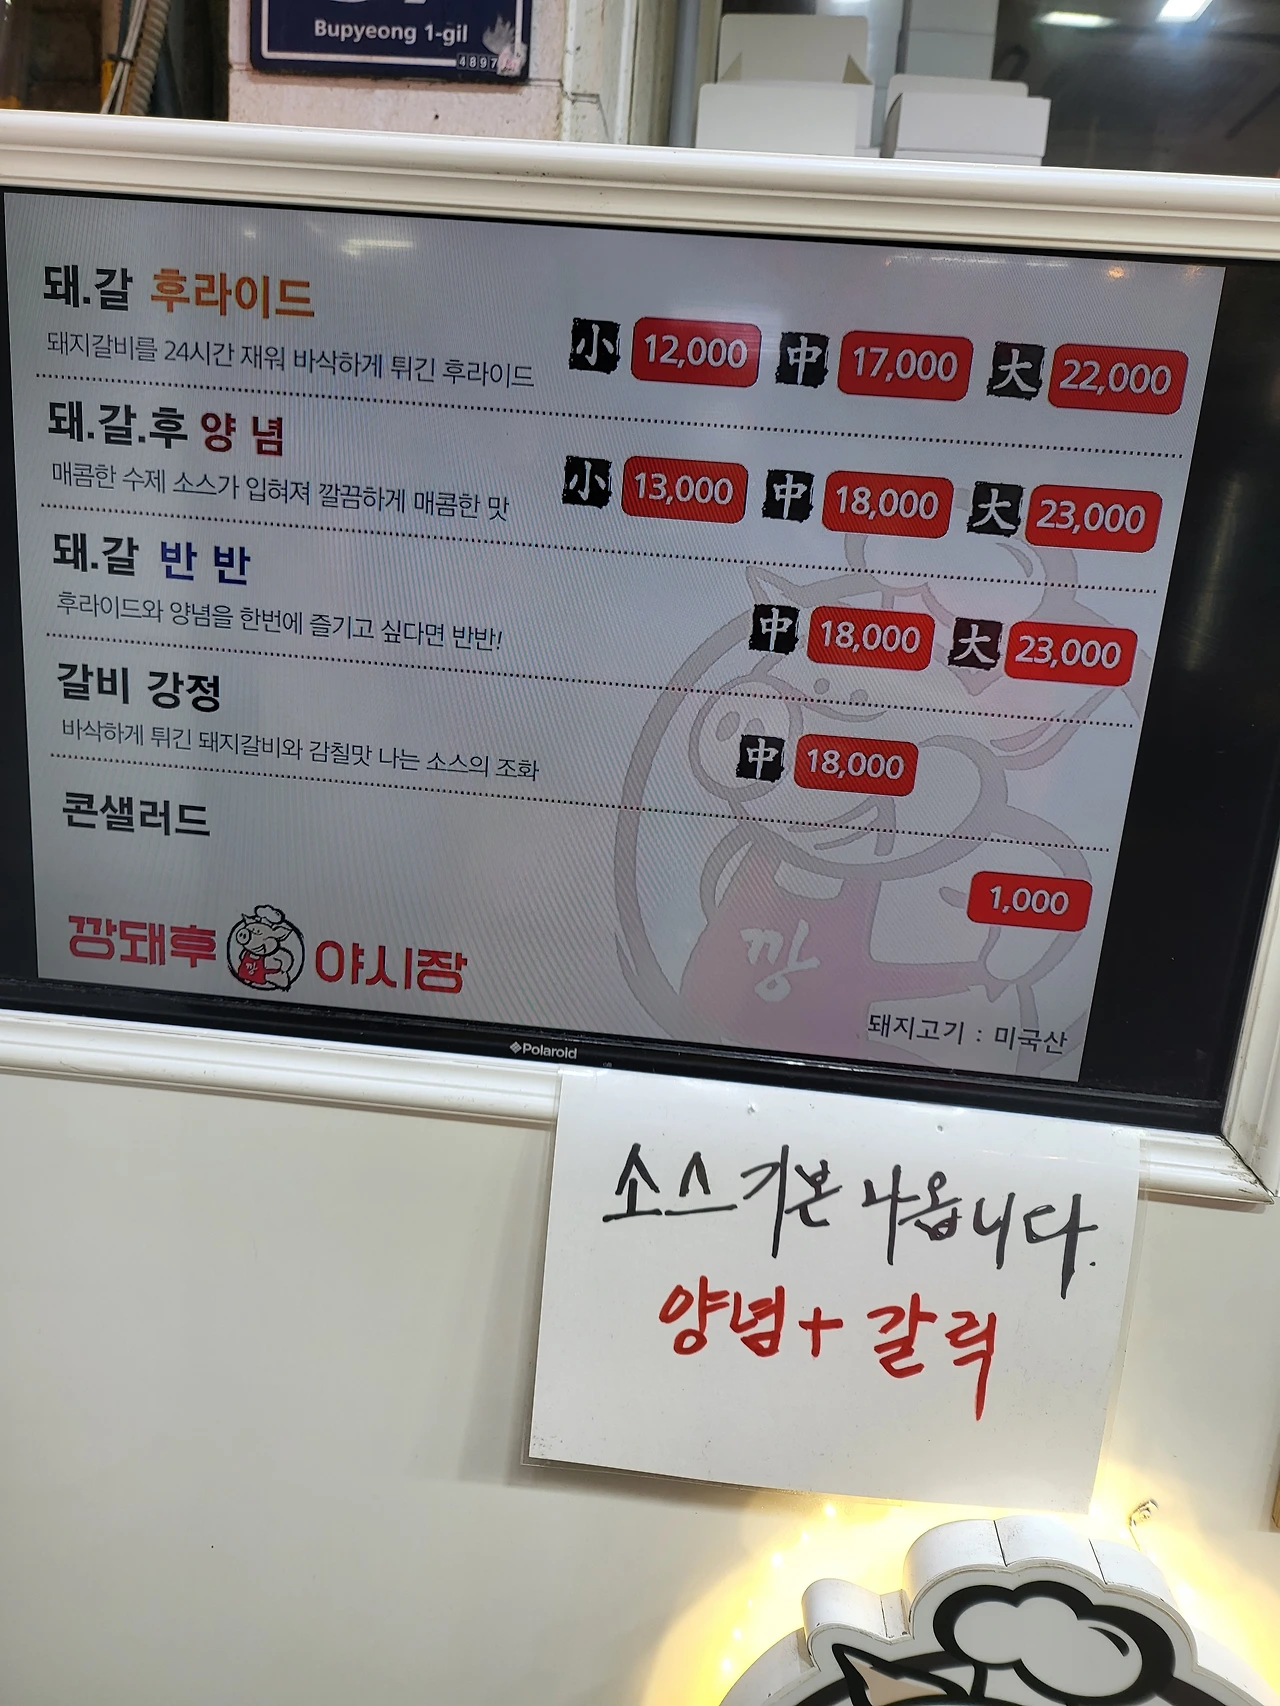 Bupyeong 1-gil
4897
돼.갈 후라이드
돼지갈비를 24시간 재워 바삭하게 튀긴 후라이드
小 12,000 中 17,000 大 22,000
돼.갈.후 양 념
매콤한 수제 소스가 입혀져 깔끔하게 매콤한 맛
小 13,000 中 18,000 大 23,000
돼.갈 반 반
후라이드와 양념을 한번에 즐기고 싶다면 반반!
中 18,000 大 23,000
갈비 강정
바삭하게 튀긴 돼지갈비와 감칠맛 나는 소스의 조화
中 18,000
콘샐러드
1,000
깡돼후 깡 야시장
깡
돼지고기 : 미국산
Polaroid
소스 기본 나옵니다.
양념+갈릭